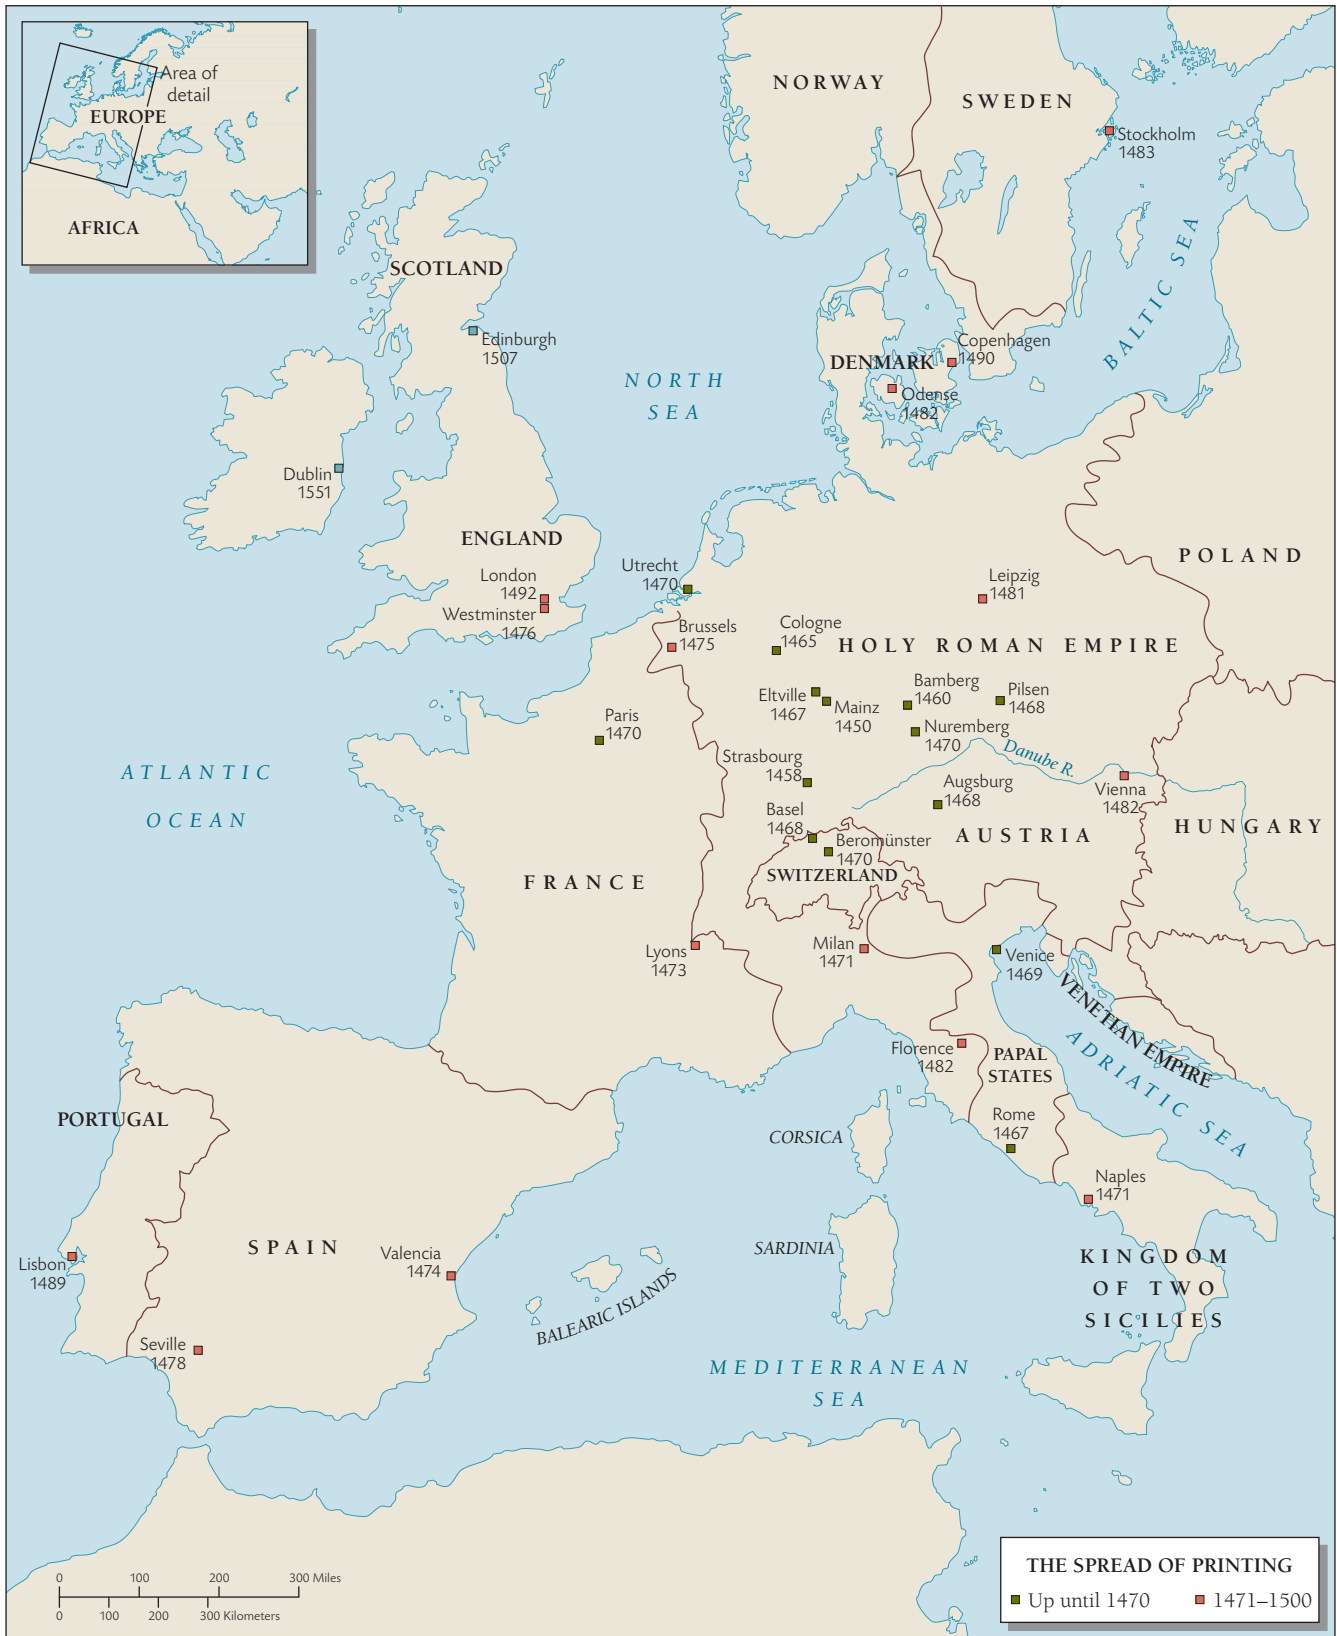 Area of
detail
EUROPE
AFRICA
NORWAY
SWEDEN
Stockholm
1483
BALTIC SEA
SCOTLAND
Edinburgh
1507
NORTH
SEA
DENMARK
Copenhagen
1490
Odense
1482
Dublin
1551
ENGLAND
London
1492
Westminster
1476
Utrecht
1470
Brussels
1475
Cologne
1465
Leipzig
1481
POLAND
HOLY ROMAN EMPIRE
Eltville
1467
Mainz
1450
Bamberg
1460
Pilsen
1468
Nuremberg
1470
Paris
1470
Danube R.
Strasbourg
1458
Augsburg
1468
Vienna
1482
ATLANTIC
OCEAN
Basel
1468
Beromünster
1470
AUSTRIA
HUNGARY
SWITZERLAND
FRANCE
Lyons
1473
Milan
1471
Venice
1469
VENETIAN EMPIRE
ADRIATIC SEA
Florence
1482
PAPAL
STATES
Rome
1467
PORTUGAL
CORSICA
Naples
1471
SPAIN
Valencia
1474
SARDINIA
Lisbon
1489
BALEARIC ISLANDS
KINGDOM
OF TWO
SICILIES
Seville
1478
MEDITERRANEAN
SEA
0 100 200 300 Miles
0 100 200 300 Kilometers
THE SPREAD OF PRINTING
Up until 1470
1471–1500